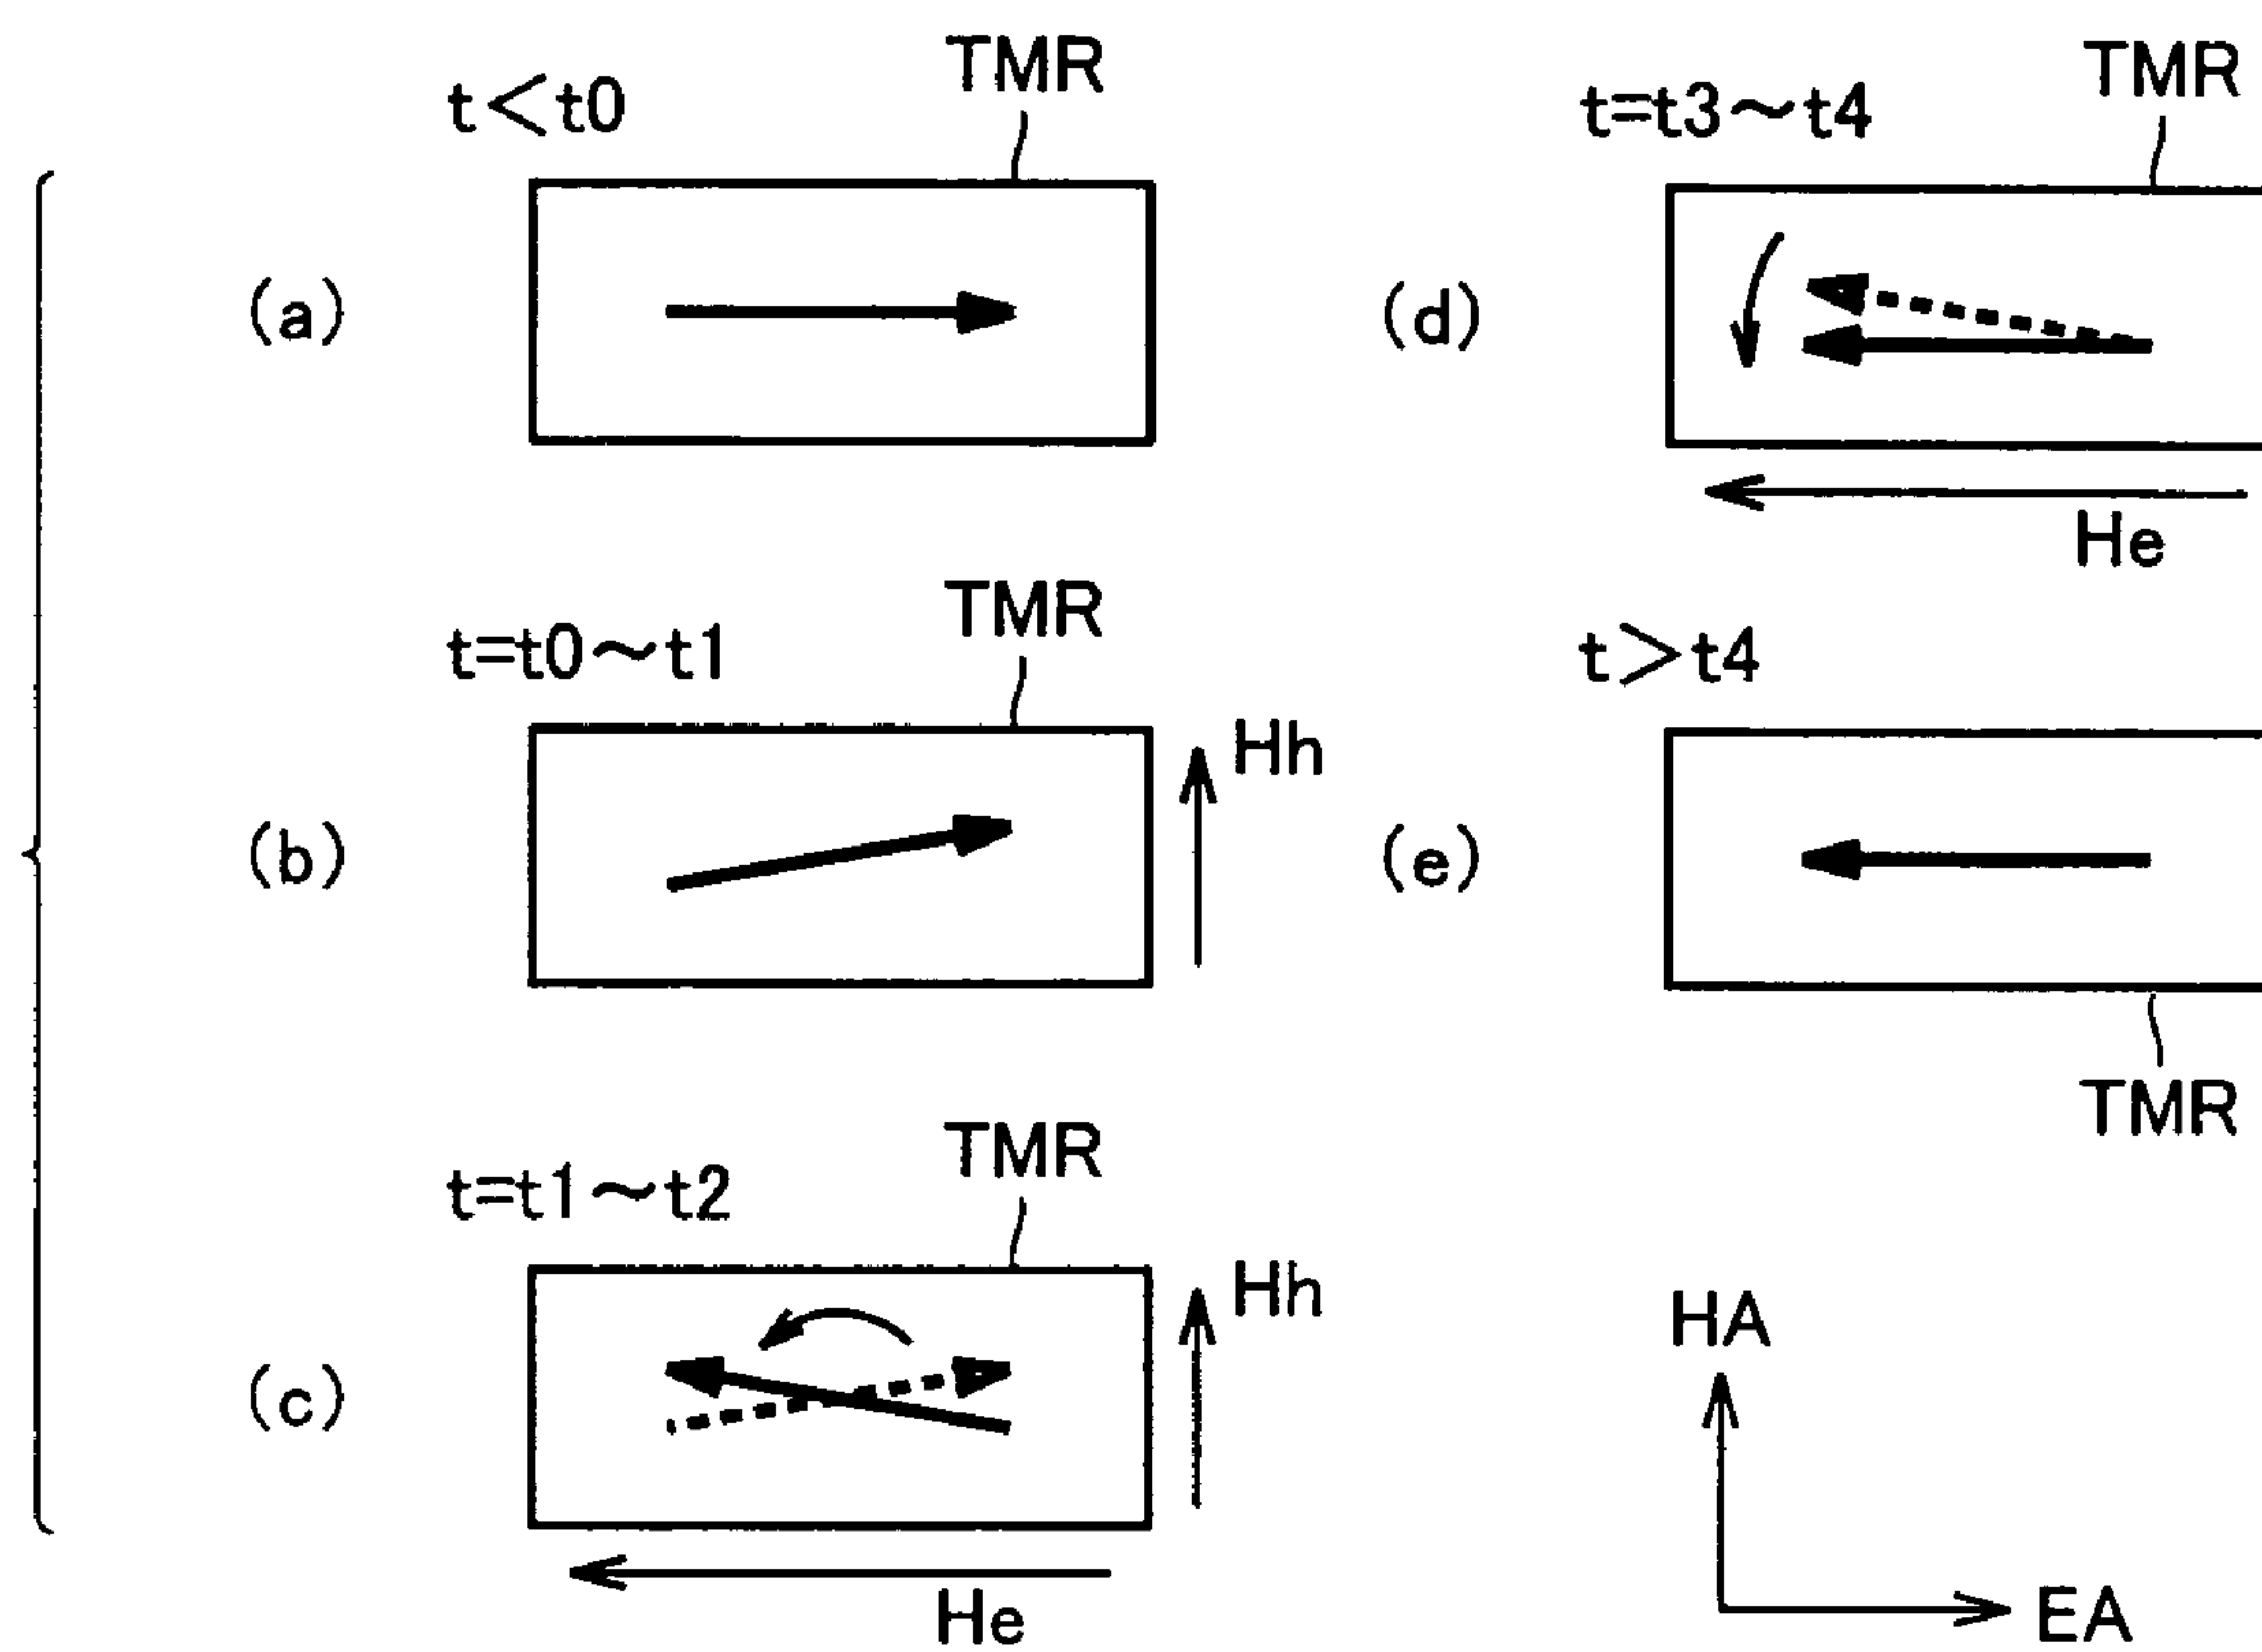 t<t0
TMR
(a)
t=t0~t1
TMR
(b)
Hh
t=t1~t2
TMR
(c)
Hh
He
t=t3~t4
TMR
(d)
He
t>t4
(e)
TMR
HA
EA